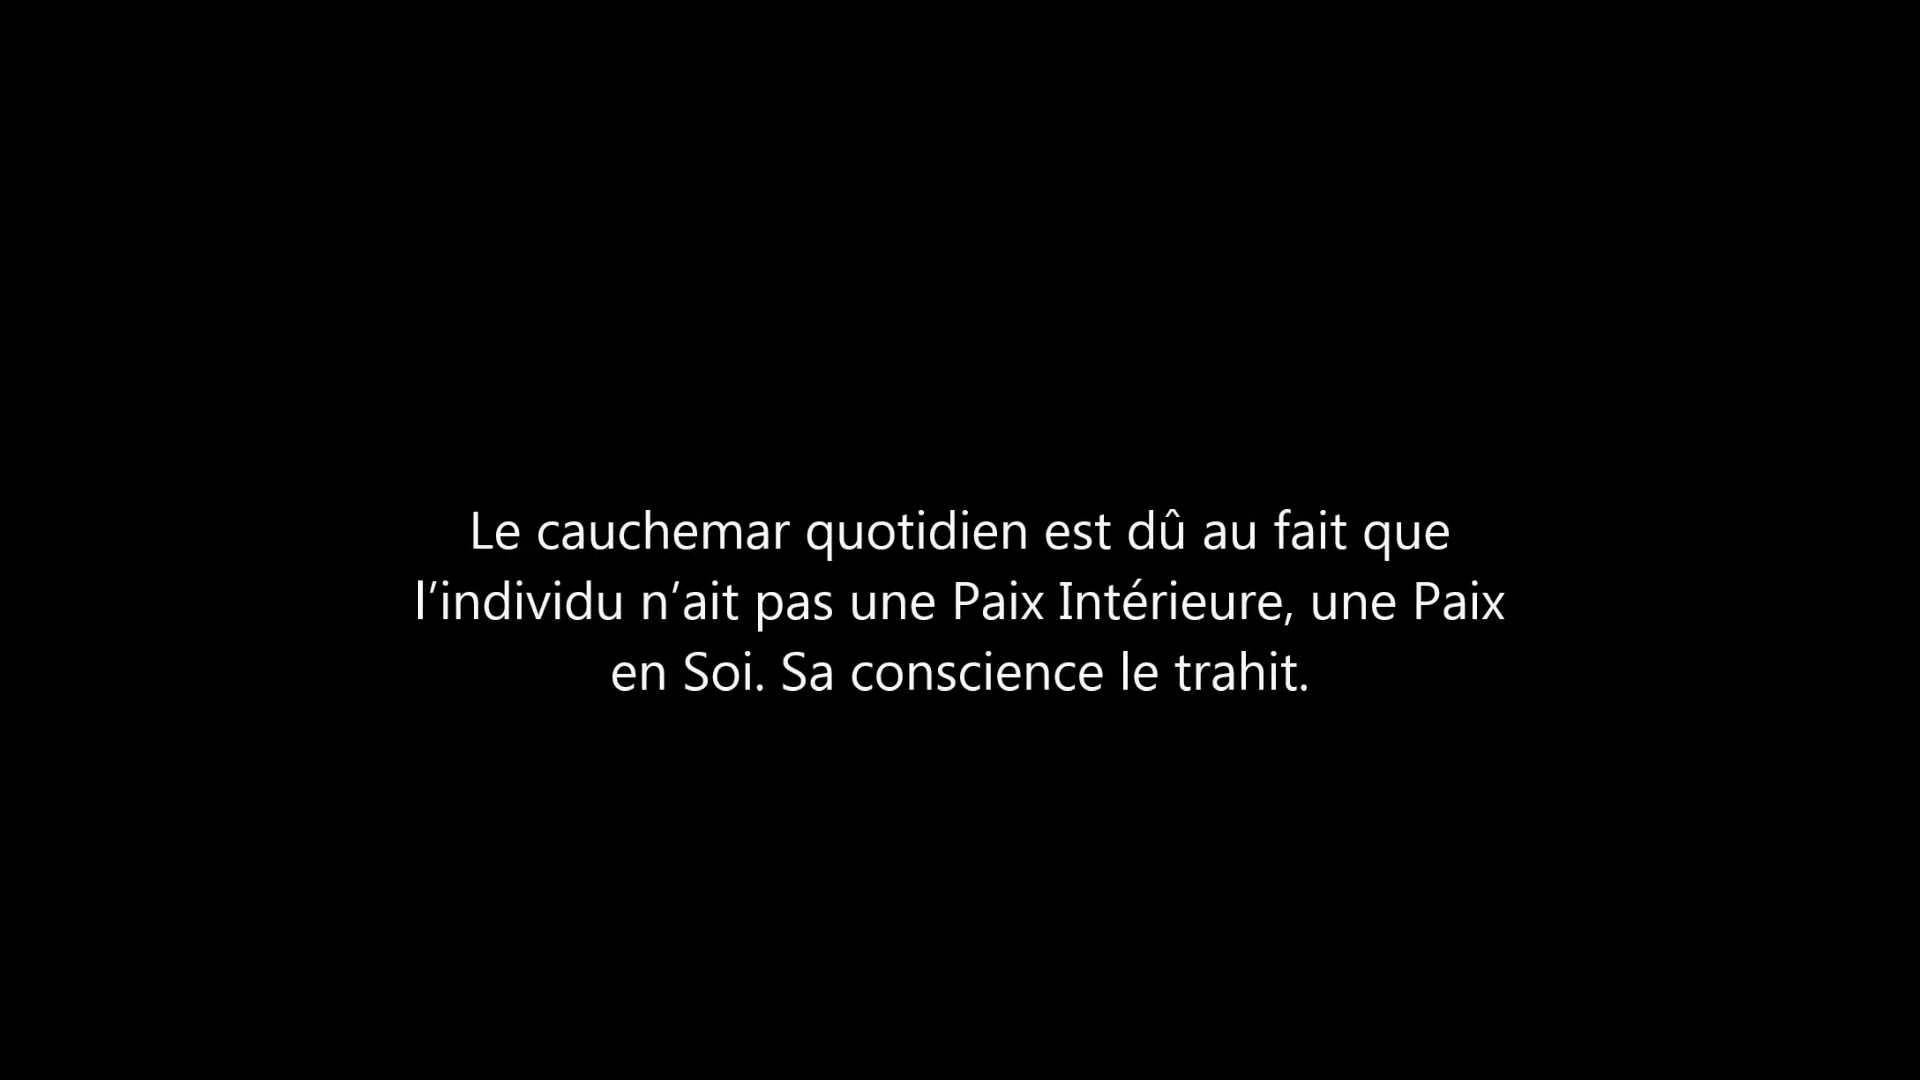 Le cauchemar quotidien est dû au fait que
l’individu n’ait pas une Paix Intérieure, une Paix
en Soi. Sa conscience le trahit.